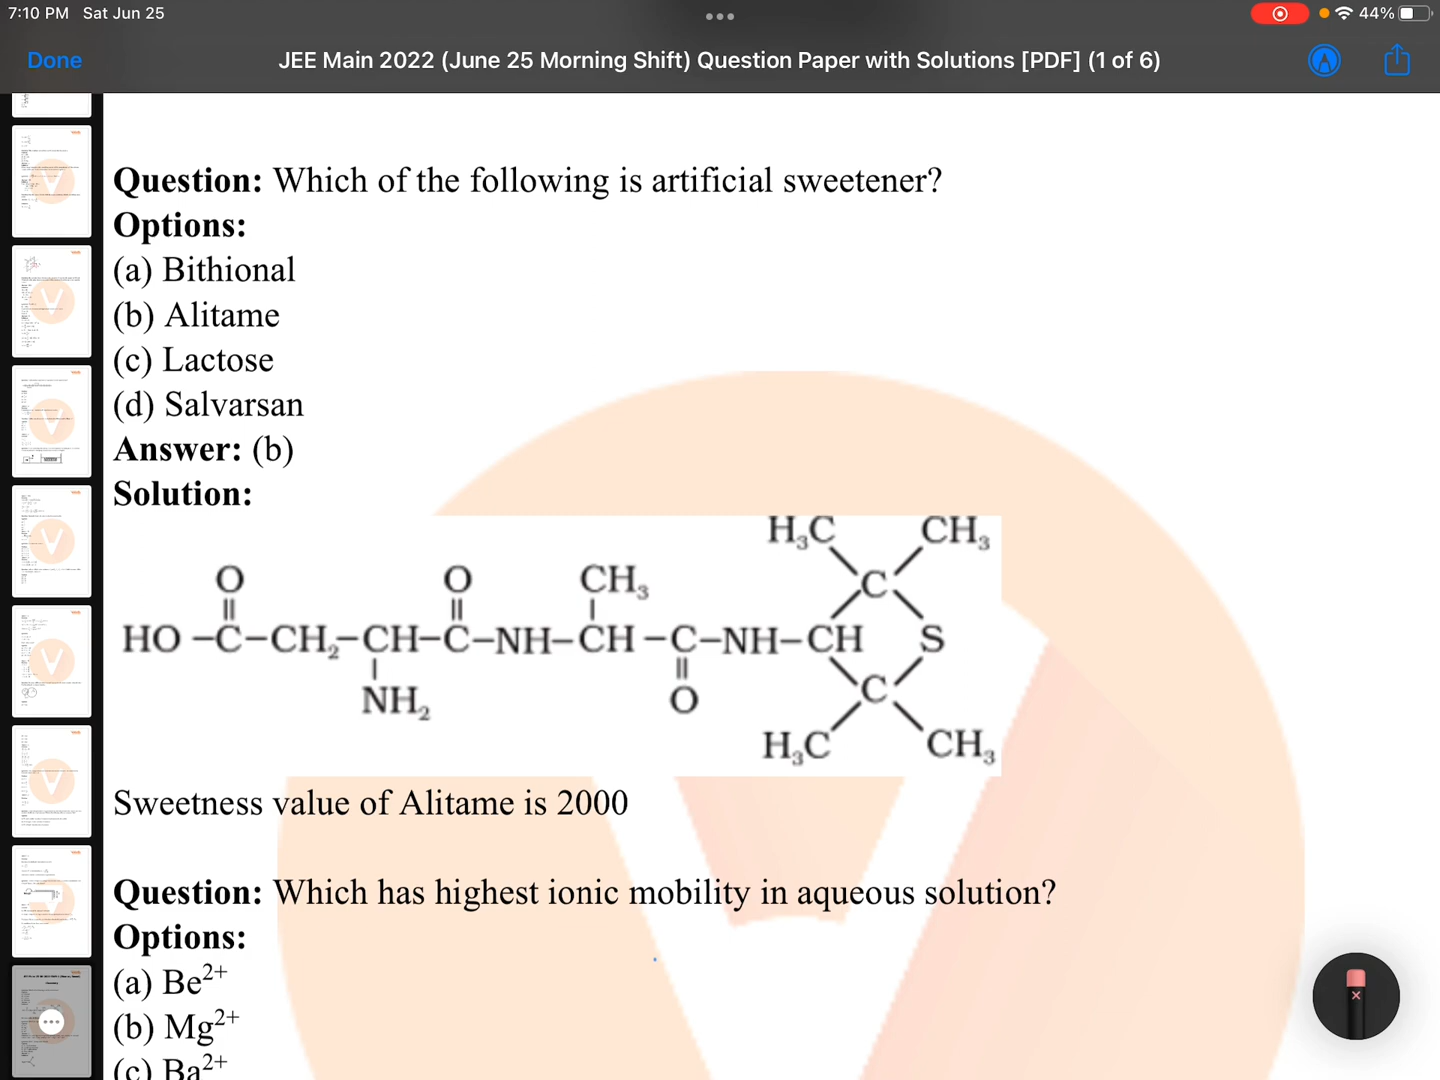 7:10 PM Sat Jun 25
44%
Done
JEE Main 2022 (June 25 Morning Shift) Question Paper with Solutions [PDF] (1 of 6)
Question: Which of the following is artificial sweetener?
Options:
(a) Bithional
(b) Alitame
(c) Lactose
(d) Salvarsan
Answer: (b)
Solution:
H₃C CH₃
O O CH₃ C
HO–C–CH₂–CH–C–NH–CH–C–NH–CH S
NH₂ O C
H₃C CH₃
Sweetness value of Alitame is 2000
Question: Which has highest ionic mobility in aqueous solution?
Options:
(a) Be²⁺
(b) Mg²⁺
(c) Ba²⁺